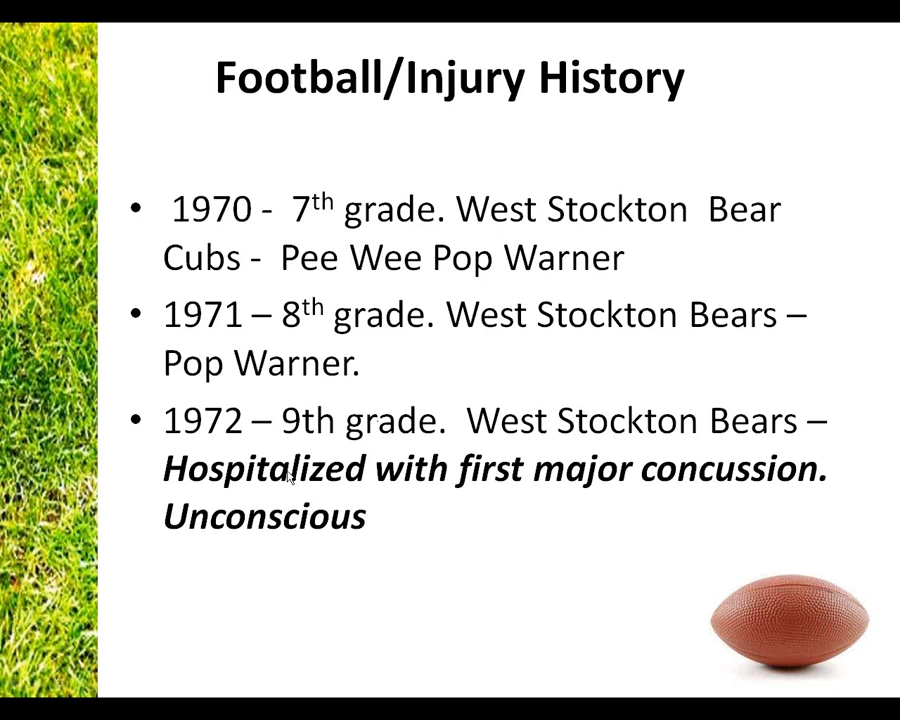 Football/Injury History
• 1970 - 7th grade. West Stockton Bear
Cubs - Pee Wee Pop Warner
• 1971 – 8th grade. West Stockton Bears –
Pop Warner.
• 1972 – 9th grade. West Stockton Bears –
Hospitalized with first major concussion.
Unconscious